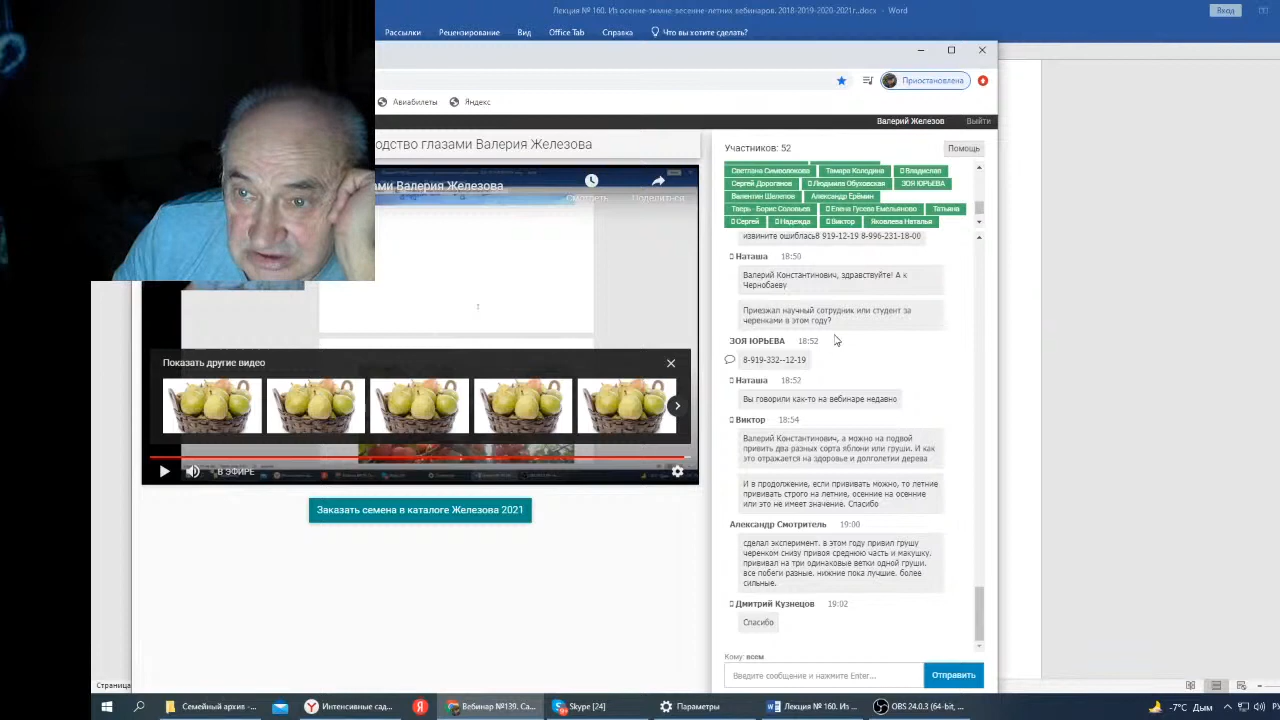 Лекция № 160. Из осенне-зимне-весенне-летних вебинаров. 2018-2019-2020-2021г..docx - Word
Вход
Рассылки
Рецензирование
Вид
Office Tab
Справка
Что вы хотите сделать?
Приостановлена
Авиабилеты
Яндекс
Валерий Железов
Выйти
одство глазами Валерия Железова
Участников: 52
Помощь
Светлана Символокова
Тамара Колодина
Владислав
Сергей Дороганов
Людмила Обуховская
ЗОЯ ЮРЬЕВА
Валентин Шелепов
Александр Ерёмин
Тверь - Борис Соловьев
Елена Гусева Емельяново
Татьяна
Сергей
Надежда
Виктор
Яковлева Наталья
ами Валерия Железова
Смотреть
Поделиться
извините ошиблась8 919-12-19 8-996-231-18-00
Наташа 18:50
Валерий Константинович, здравствуйте! А к
Чернобаеву
Приезжал научный сотрудник или студент за
черенками в этом году?
ЗОЯ ЮРЬЕВА 18:52
8-919-332--12-19
Наташа 18:52
Вы говорили как-то на вебинаре недавно
Виктор 18:54
Валерий Константинович, а можно на подвой
привить два разных сорта яблони или груши. И как
это отражается на здоровье и долголетии дерева
И в продолжение, если прививать можно, то летние
прививать строго на летние, осенние на осенние
или это не имеет значение. Спасибо
Александр Смотритель 19:00
сделал эксперимент. в этом году привил грушу
черенком снизу привоя среднюю часть и макушку.
прививал на три одинаковые ветки одной груши.
все побеги разные. нижние пока лучшие. более
сильные.
Дмитрий Кузнецов 19:02
Спасибо
Показать другие видео
В ЭФИРЕ
Заказать семена в каталоге Железова 2021
Кому: всем
Введите сообщение и нажмите Enter...
Отправить
Страница
Семейный архив -...
Интенсивные сад...
Вебинар №139, Са...
Skype [24]
Параметры
Лекция № 160. Из ...
OBS 24.0.3 (64-bit, ...
-7°C Дым